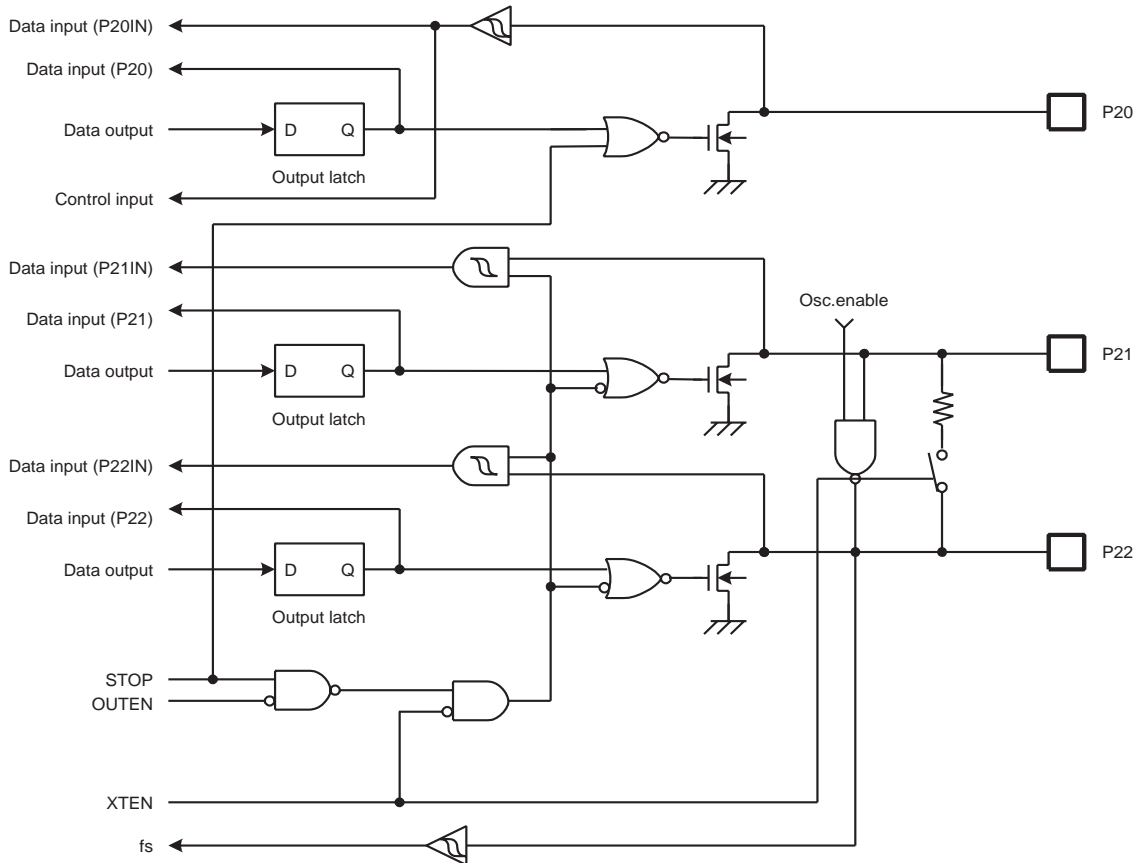 Data input (P20IN)
Data input (P20)
Data output
D Q
Output latch
Control input
P20
Data input (P21IN)
Data input (P21)
Data output
D Q
Output latch
Osc.enable
P21
Data input (P22IN)
Data input (P22)
Data output
D Q
Output latch
P22
STOP
OUTEN
XTEN
fs